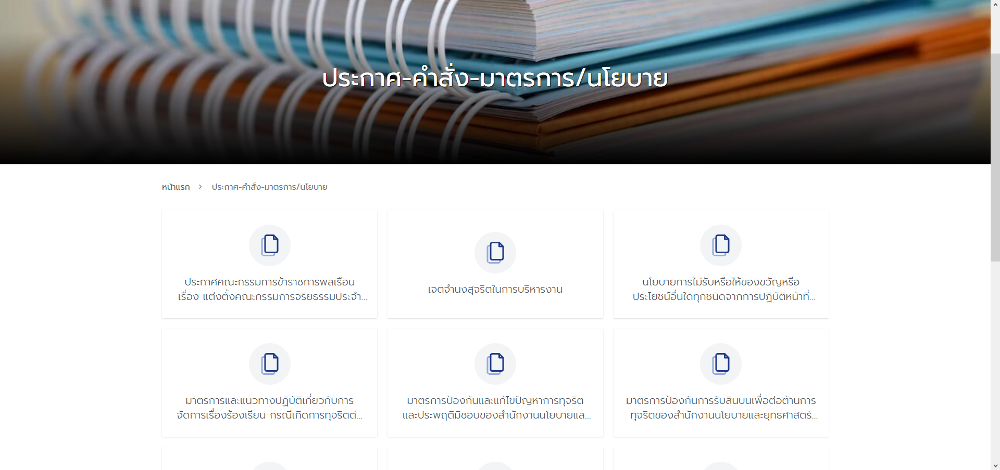 ประกาศ-คำสั่ง-มาตรการ/นโยบาย
หน้าแรก > ประกาศ-คำสั่ง-มาตรการ/นโยบาย
ประกาศคณะกรรมการข้าราชการพลเรือน
เรื่อง แต่งตั้งคณะกรรมการจริยธรรมประจำ...
เจตจำนงสุจริตในการบริหารงาน
นโยบายการไม่รับหรือให้ของขวัญหรือ
ประโยชน์อื่นใดทุกชนิดจากการปฏิบัติหน้าที่...
มาตรการและแนวทางปฏิบัติเกี่ยวกับการ
จัดการเรื่องร้องเรียน กรณีเกิดการทุจริตต่...
มาตรการป้องกันและแก้ไขปัญหาการทุจริต
และประพฤติมิชอบของสำนักงานนโยบายแล...
มาตรการป้องกันการรับสินบนเพื่อต่อต้านการ
ทุจริตของสำนักงานนโยบายและยุทธศาสตร์...